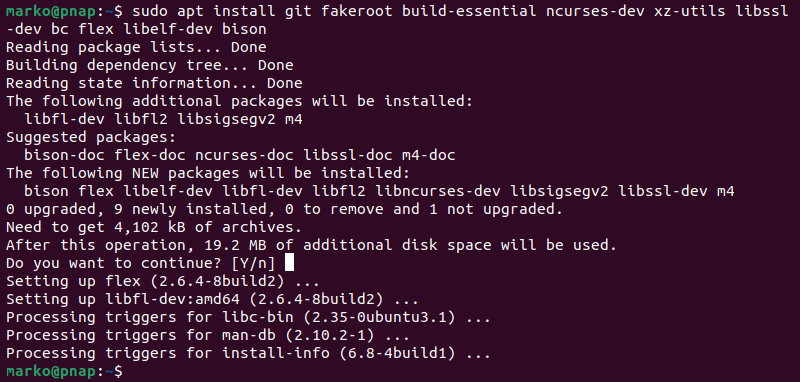 marko@pnap:~$ sudo apt install git fakeroot build-essential ncurses-dev xz-utils libssl
-dev bc flex libelf-dev bison
Reading package lists... Done
Building dependency tree... Done
Reading state information... Done
The following additional packages will be installed:
  libfl-dev libfl2 libsigsegv2 m4
Suggested packages:
  bison-doc flex-doc ncurses-doc libssl-doc m4-doc
The following NEW packages will be installed:
  bison flex libelf-dev libfl-dev libfl2 libncurses-dev libsigsegv2 libssl-dev m4
0 upgraded, 9 newly installed, 0 to remove and 1 not upgraded.
Need to get 4,102 kB of archives.
After this operation, 19.2 MB of additional disk space will be used.
Do you want to continue? [Y/n]
Setting up flex (2.6.4-8build2) ...
Setting up libfl-dev:amd64 (2.6.4-8build2) ...
Processing triggers for libc-bin (2.35-0ubuntu3.1) ...
Processing triggers for man-db (2.10.2-1) ...
Processing triggers for install-info (6.8-4build1) ...
marko@pnap:~$